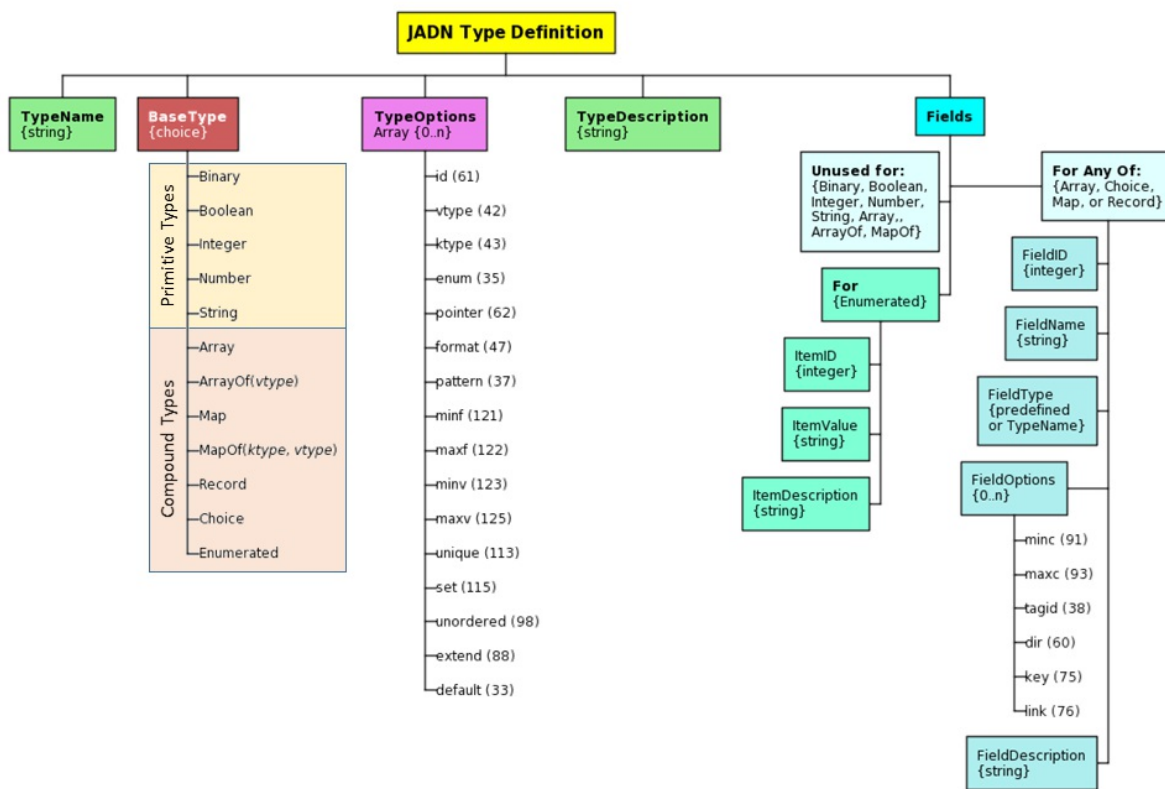 JADN Type Definition
TypeName
{string}
BaseType
{choice}
TypeOptions
Array {0..n}
TypeDescription
{string}
Fields
Primitive Types
Binary
Boolean
Integer
Number
String
Compound Types
Array
ArrayOf(vtype)
Map
MapOf(ktype, vtype)
Record
Choice
Enumerated
id (61)
vtype (42)
ktype (43)
enum (35)
pointer (62)
format (47)
pattern (37)
minf (121)
maxf (122)
minv (123)
maxv (125)
unique (113)
set (115)
unordered (98)
extend (88)
default (33)
Unused for:
{Binary, Boolean,
Integer, Number,
String, Array,,
ArrayOf, MapOf}
For
{Enumerated}
ItemID
{integer}
ItemValue
{string}
ItemDescription
{string}
For Any Of:
{Array, Choice,
Map, or Record}
FieldID
{integer}
FieldName
{string}
FieldType
{predefined
or TypeName}
FieldOptions
{0..n}
minc (91)
maxc (93)
tagid (38)
dir (60)
key (75)
link (76)
FieldDescription
{string}